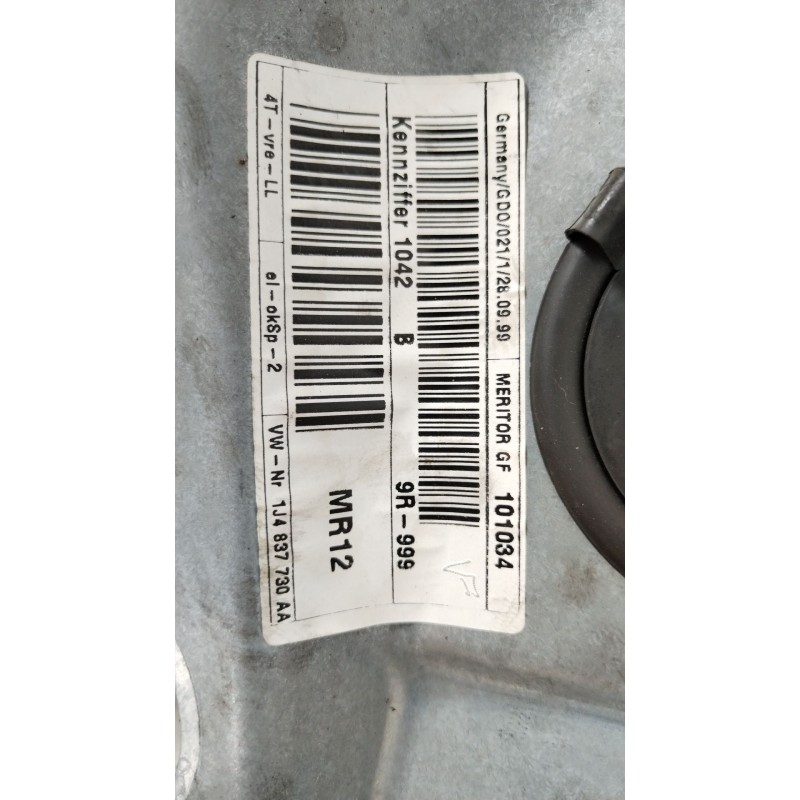 Germany/GDO/021/1/28.09.99 MERITOR GF 101034
Kennziffer 1042 B 9R-999
MR12
4T-vre-LL el-okSp-2 VW-Nr 1J4 837 730 AA